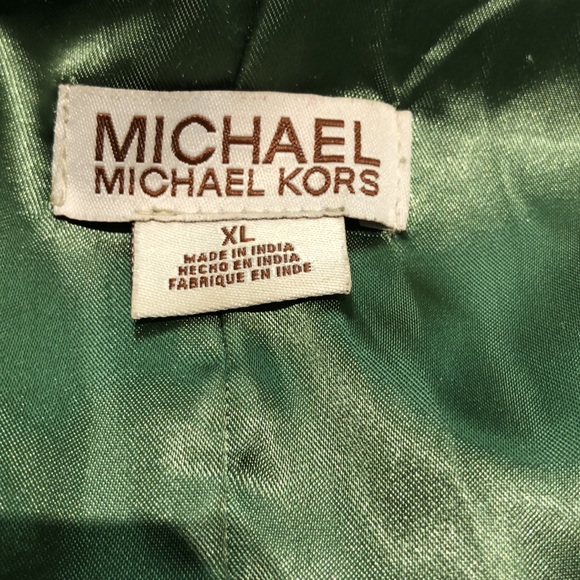 MICHAEL
MICHAEL KORS
XL
MADE IN INDIA
HECHO EN INDIA
FABRIQUE EN INDE